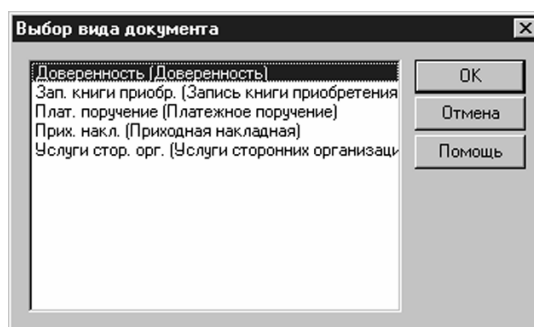 Выбор вида документа
Доверенность (Доверенность)
Зап. книги приобр. (Запись книги приобретения
Плат. поручение (Платежное поручение)
Прих. накл. (Приходная накладная)
Услуги стор. орг. (Услуги сторонних организаци
OK
Отмена
Помощь